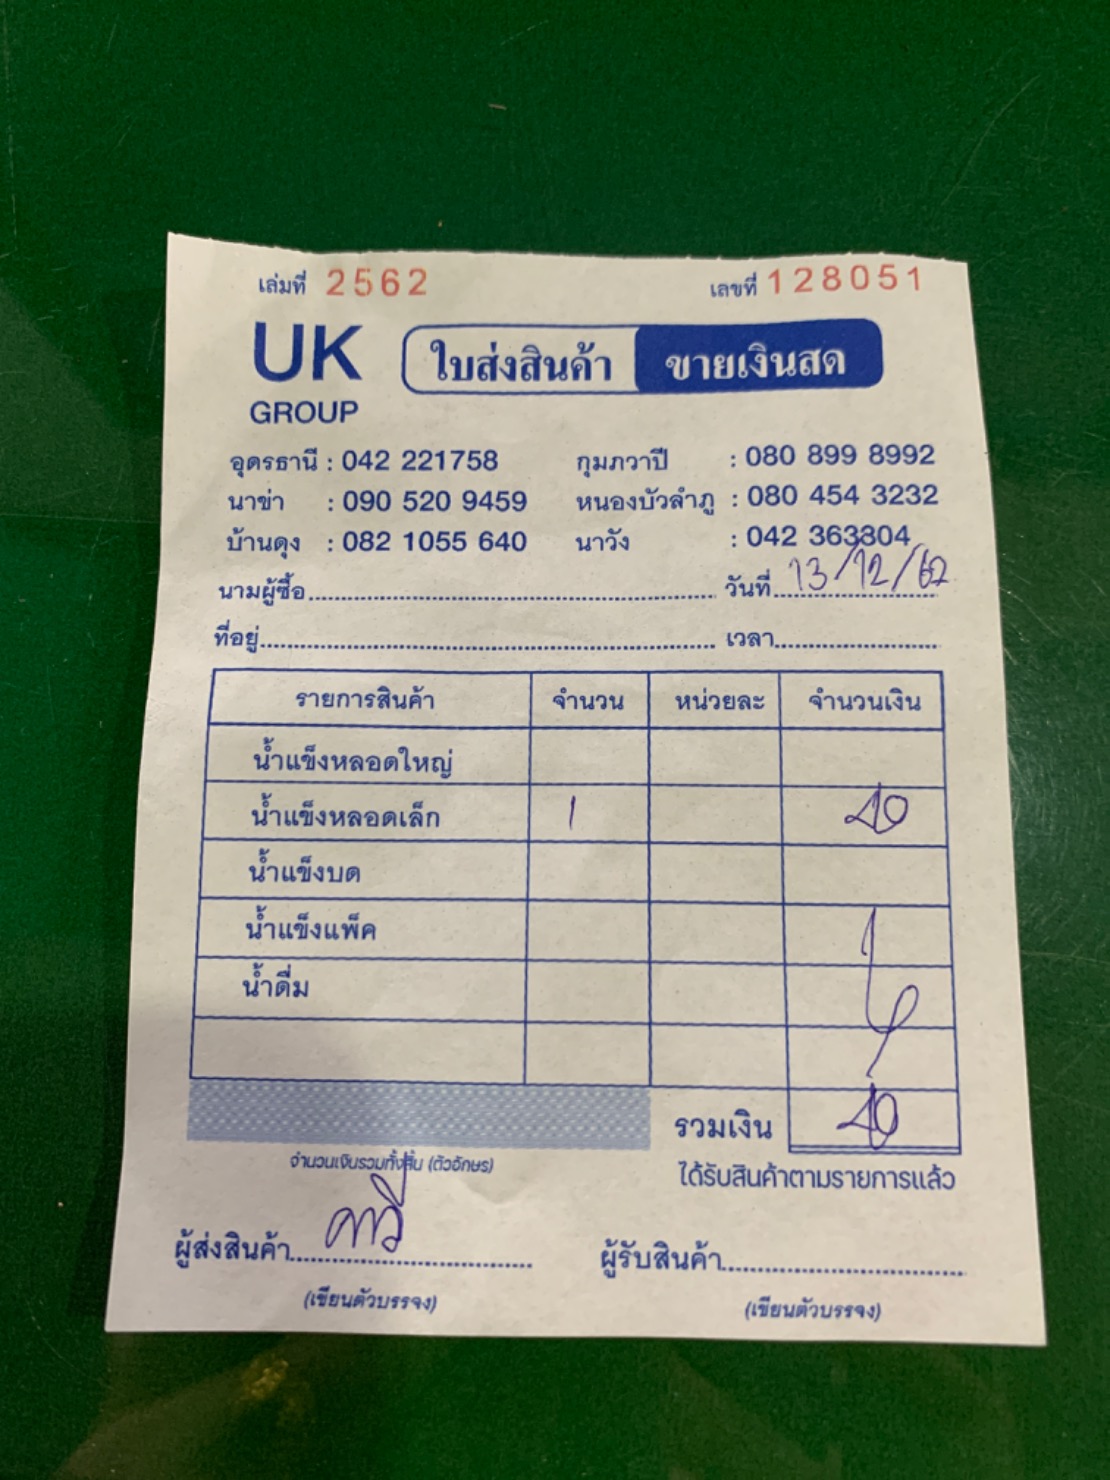 เล่มที่ 2562 เลขที่ 128051
UK GROUP ใบส่งสินค้า ขายเงินสด
อุดรธานี : 042 221758 กุมภวาปี : 080 899 8992
นาข่า : 090 520 9459 หนองบัวลำภู : 080 454 3232
บ้านดุง : 082 1055 640 นาวัง : 042 363804
นามผู้ซื้อ วันที่ 13/12/62
ที่อยู่ เวลา
รายการสินค้า จำนวน หน่วยละ จำนวนเงิน
น้ำแข็งหลอดใหญ่
น้ำแข็งหลอดเล็ก 1 40
น้ำแข็งบด
น้ำแข็งแพ็ค
น้ำดื่ม
รวมเงิน 40
จำนวนเงินรวมทั้งสิ้น (ตัวอักษร)
ได้รับสินค้าตามรายการแล้ว
ผู้ส่งสินค้า ผู้รับสินค้า
(เขียนตัวบรรจง) (เขียนตัวบรรจง)